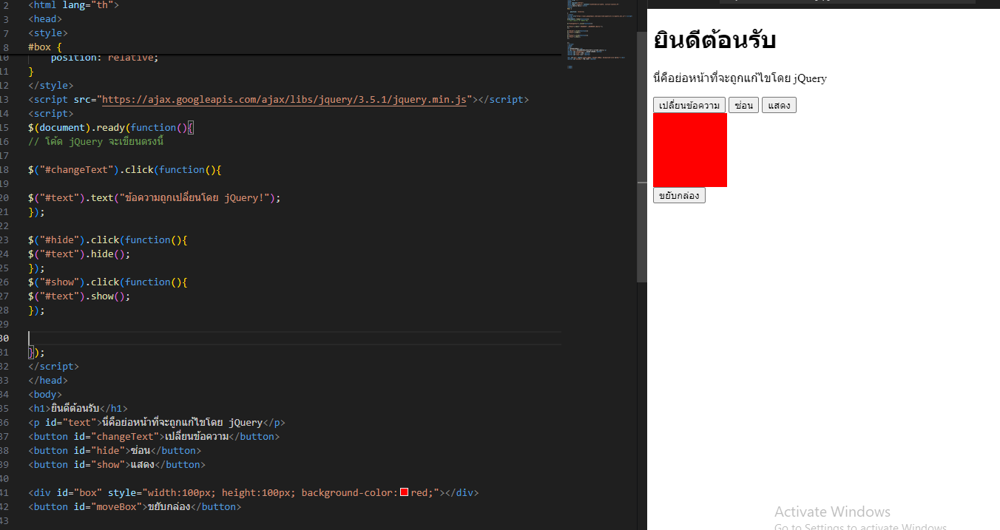 2 <html lang="th">
3 <head>
7 <style>
8 #box {
10 position: relative;
11 }
12 </style>
13 <script src="https://ajax.googleapis.com/ajax/libs/jquery/3.5.1/jquery.min.js"></script>
14 <script>
15 $(document).ready(function(){
16 // โค้ด jQuery จะเขียนตรงนี้
17
18 $("#changeText").click(function(){
19
20 $("#text").text("ข้อความถูกเปลี่ยนโดย jQuery!");
21 });
22
23 $("#hide").click(function(){
24 $("#text").hide();
25 });
26 $("#show").click(function(){
27 $("#text").show();
28 });
29
30
31 });
32 </script>
33 </head>
34 <body>
35 <h1>ยินดีต้อนรับ</h1>
36 <p id="text">นี่คือย่อหน้าที่จะถูกแก้ไขโดย jQuery</p>
37 <button id="changeText">เปลี่ยนข้อความ</button>
38 <button id="hide">ซ่อน</button>
39 <button id="show">แสดง</button>
40
41 <div id="box" style="width:100px; height:100px; background-color:red;"></div>
42 <button id="moveBox">ขยับกล่อง</button>
43
ยินดีต้อนรับ
นี่คือย่อหน้าที่จะถูกแก้ไขโดย jQuery
เปลี่ยนข้อความ ซ่อน แสดง
ขยับกล่อง
Activate Windows
Go to Settings to activate Windows.